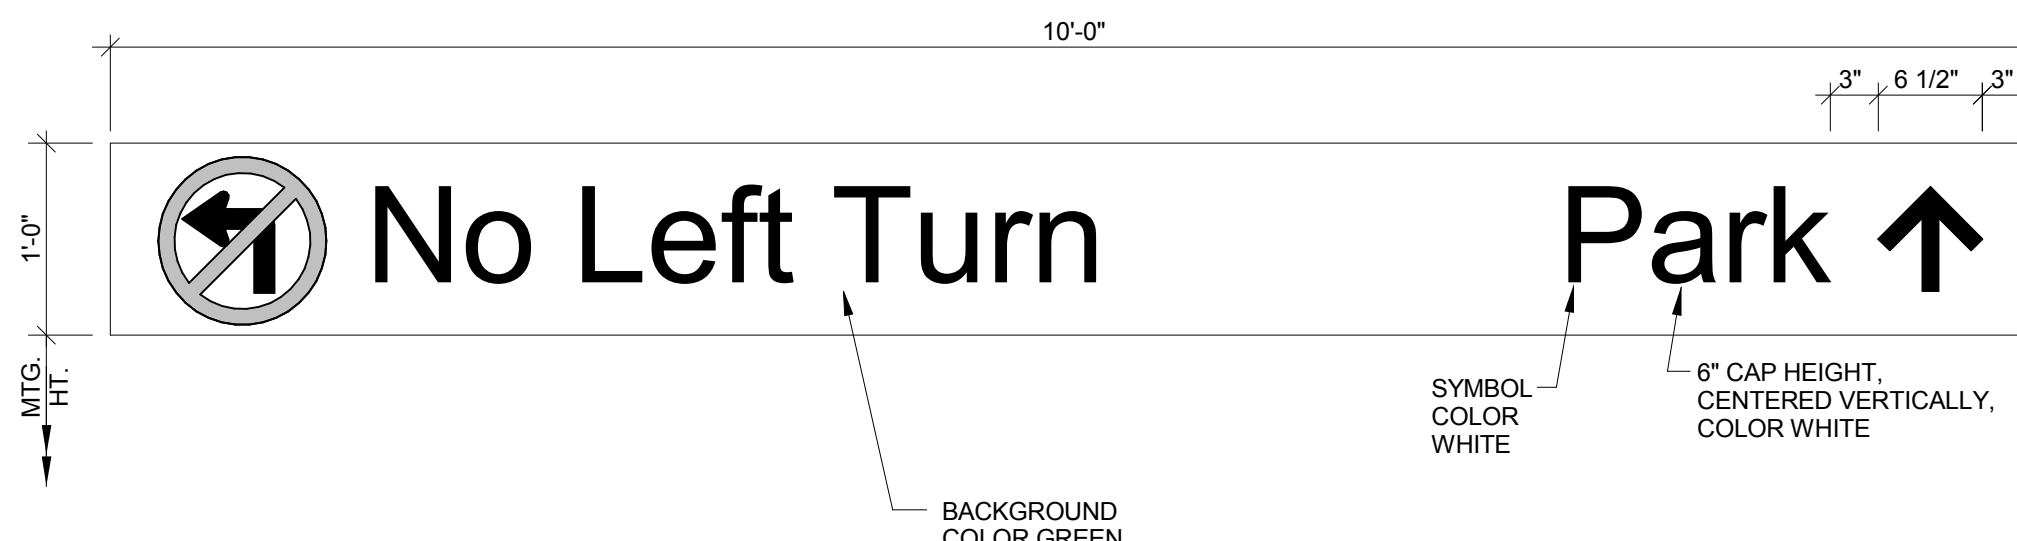 10'-0"
3" 6 1/2" 3"
1'-0"
No Left Turn Park
MTG.
HT.
SYMBOL
COLOR
WHITE
6" CAP HEIGHT,
CENTERED VERTICALLY,
COLOR WHITE
BACKGROUND
COLOR GREEN